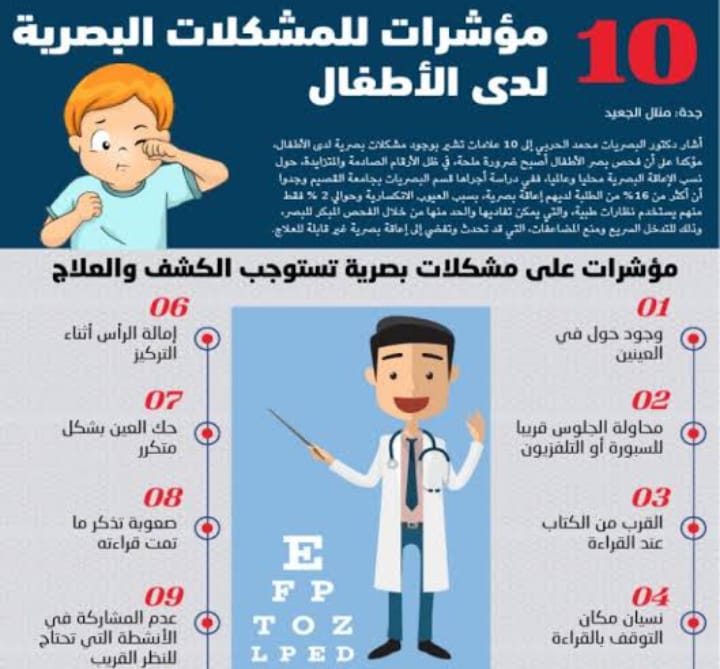 10 مؤشرات للمشكلات البصرية
لدى الأطفال
جدة: منال الجعيد
أشار دكتور البصريات محمد الحربي إلى 10 علامات تشير بوجود مشكلات بصرية لدى الأطفال،
مؤكدا على أن فحص بصر الأطفال أصبح ضرورة ملحة، في ظل الأرقام الصادمة والمتزايدة، حول
نسب الإعاقة البصرية محليا وعالميا، ففي دراسة أجراها قسم البصريات بجامعة القصيم وجدوا
أن أكثر من 16% من الطلبة لديهم إعاقة بصرية، بسبب العيوب الانكسارية وحوالي 2 % فقط
منهم يستخدم نظارات طبية، والتي يمكن تفاديها والحد منها من خلال الفحص المبكر للبصر،
وذلك للتدخل السريع ومنع المضاعفات، التي قد تحدث وتفضي إلى إعاقة بصرية غير قابلة للعلاج.
مؤشرات على مشكلات بصرية تستوجب الكشف والعلاج
01
وجود حول في
العينين
02
محاولة الجلوس قريبا
للسبورة أو التلفزيون
03
القرب من الكتاب
عند القراءة
04
نسيان مكان
التوقف بالقراءة
06
إمالة الرأس أثناء
التركيز
07
حك العين بشكل
متكرر
08
صعوبة تذكر ما
تمت قراءته
09
عدم المشاركة في
الأنشطة التي تحتاج
للنظر القريب
E
F P
T O Z
L P E D